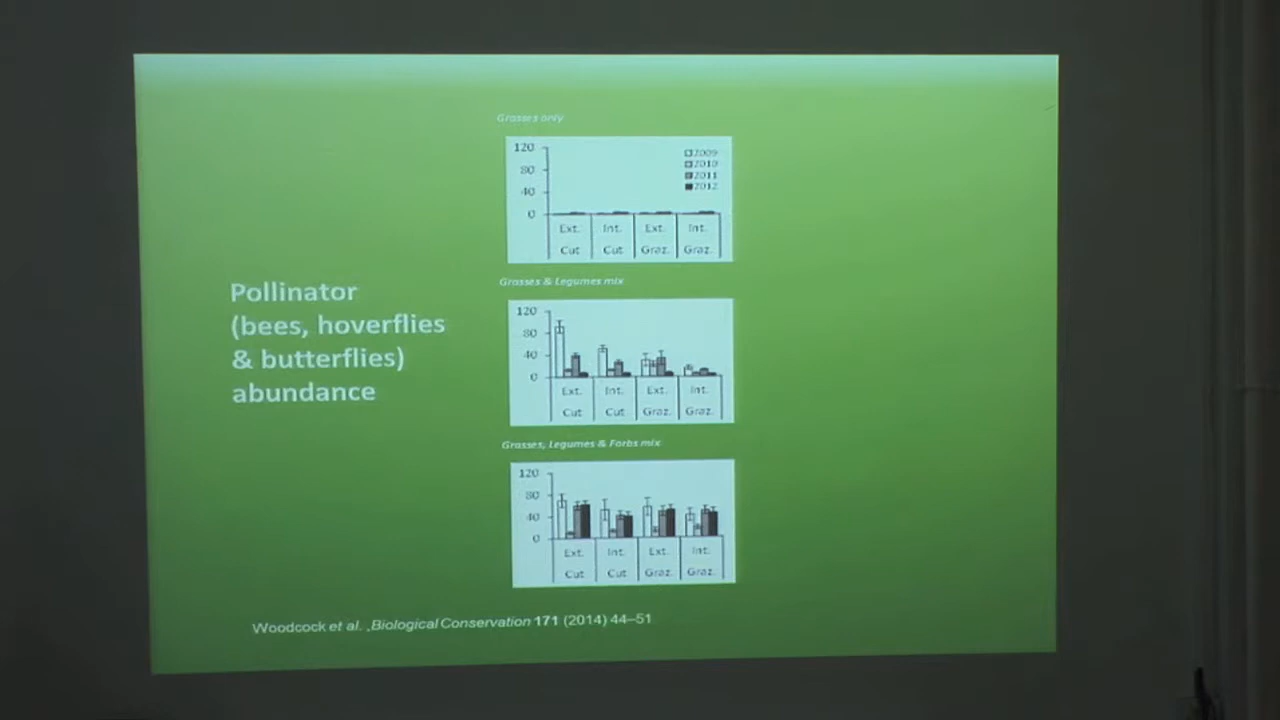 Grasses only
120
80
40
0
2009
2010
2011
2012
Ext. Int. Ext. Int.
Cut Cut Graz. Graz.
Grasses & Legumes mix
120
80
40
0
Ext. Int. Ext. Int.
Cut Cut Graz. Graz.
Pollinator
(bees, hoverflies
& butterflies)
abundance
Grasses, Legumes & Forbs mix
120
80
40
0
Ext. Int. Ext. Int.
Cut Cut Graz. Graz.
Woodcock et al. ,Biological Conservation 171 (2014) 44–51